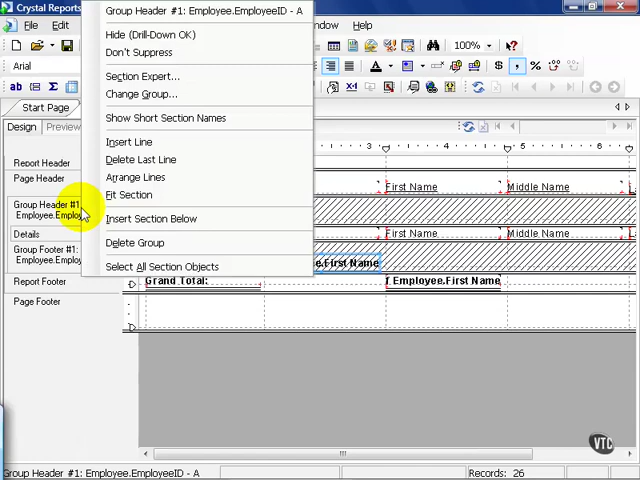 Crystal Reports
Edit
ndow
Help
100%
Arial
Start Page
Design
Preview
Group Header #1: Employee.EmployeeID - A
Hide (Drill-Down OK)
Don't Suppress
Section Expert...
Change Group...
Show Short Section Names
Insert Line
Delete Last Line
Arrange Lines
Fit Section
Insert Section Below
Delete Group
Select All Section Objects
Report Header
Page Header
First Name
Middle Name
Group Header #1
Employee.Employ
Details
First Name
Middle Name
Group Footer #1:
Employee.Employ
e.First Name
Report Footer
Grand Total:
f Employee.First Name
Page Footer
VTC
Group Header #1: Employee.EmployeeID - A
Records: 26